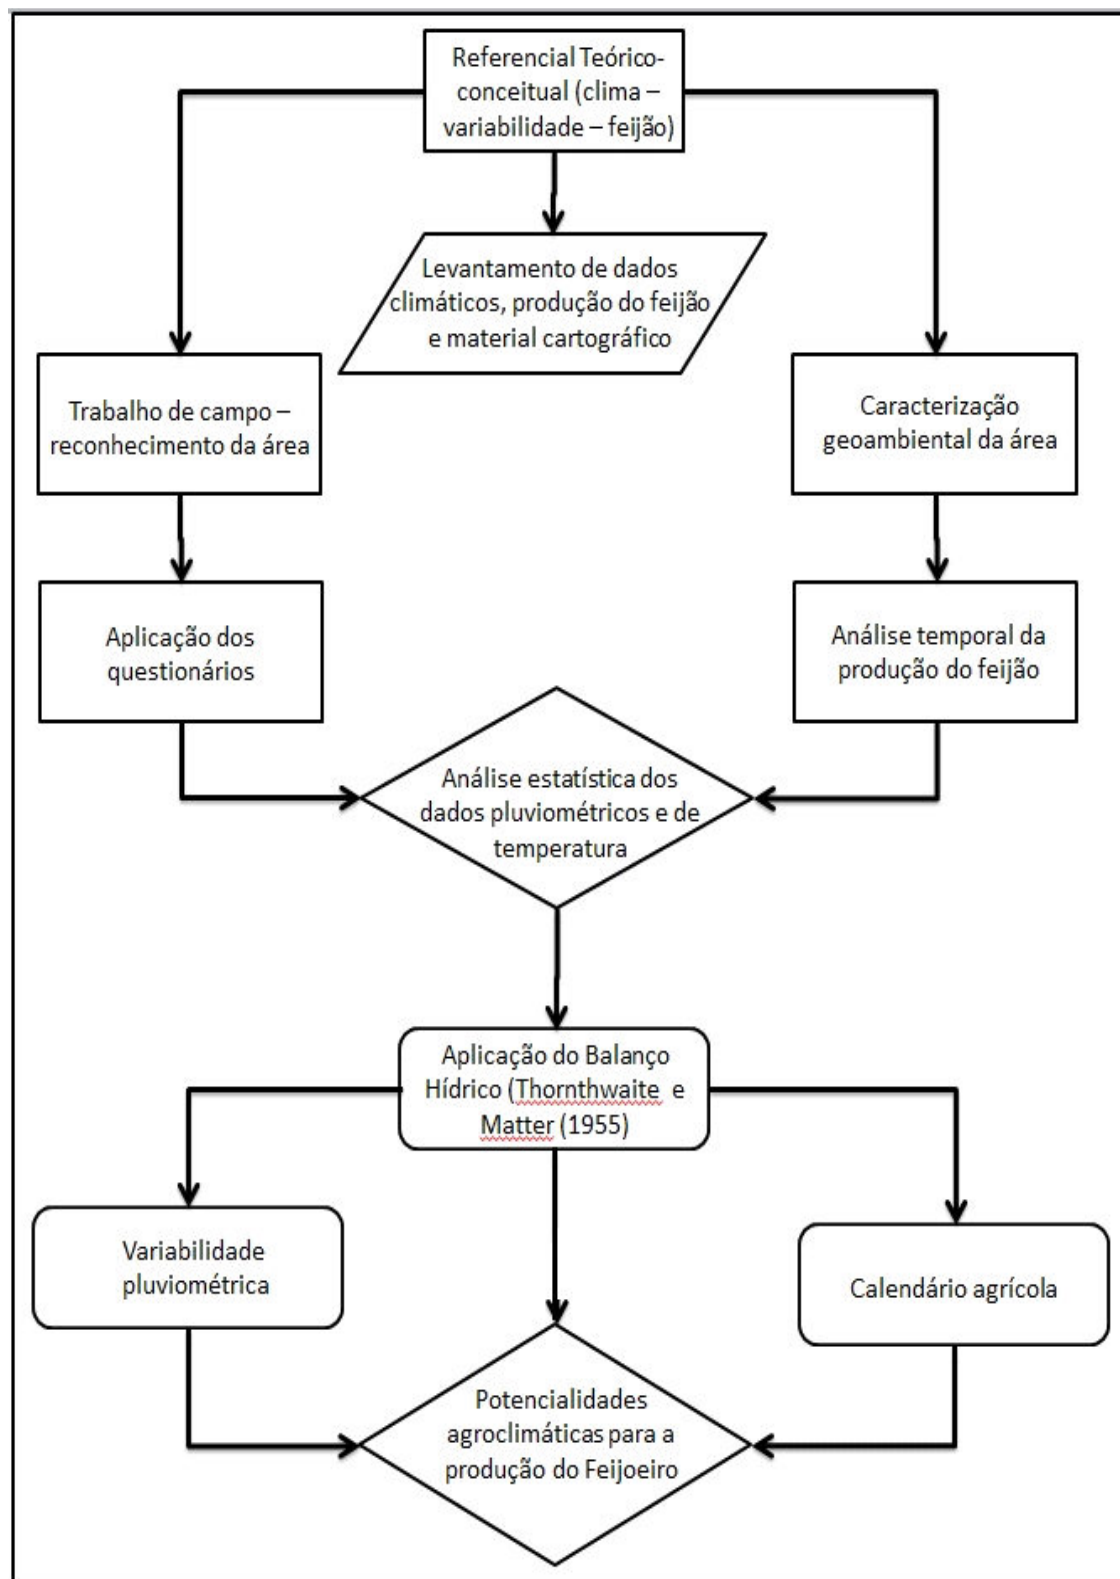 Referencial Teórico-
conceitual (clima –
variabilidade – feijão)
Levantamento de dados
climáticos, produção do feijão
e material cartográfico
Trabalho de campo –
reconhecimento da área
Caracterização
geoambiental da área
Aplicação dos
questionários
Análise temporal da
produção do feijão
Análise estatística dos
dados pluviométricos e de
temperatura
Aplicação do Balanço
Hídrico (Thornthwaite e
Matter (1955)
Variabilidade
pluviométrica
Calendário agrícola
Potencialidades
agroclimáticas para a
produção do Feijoeiro